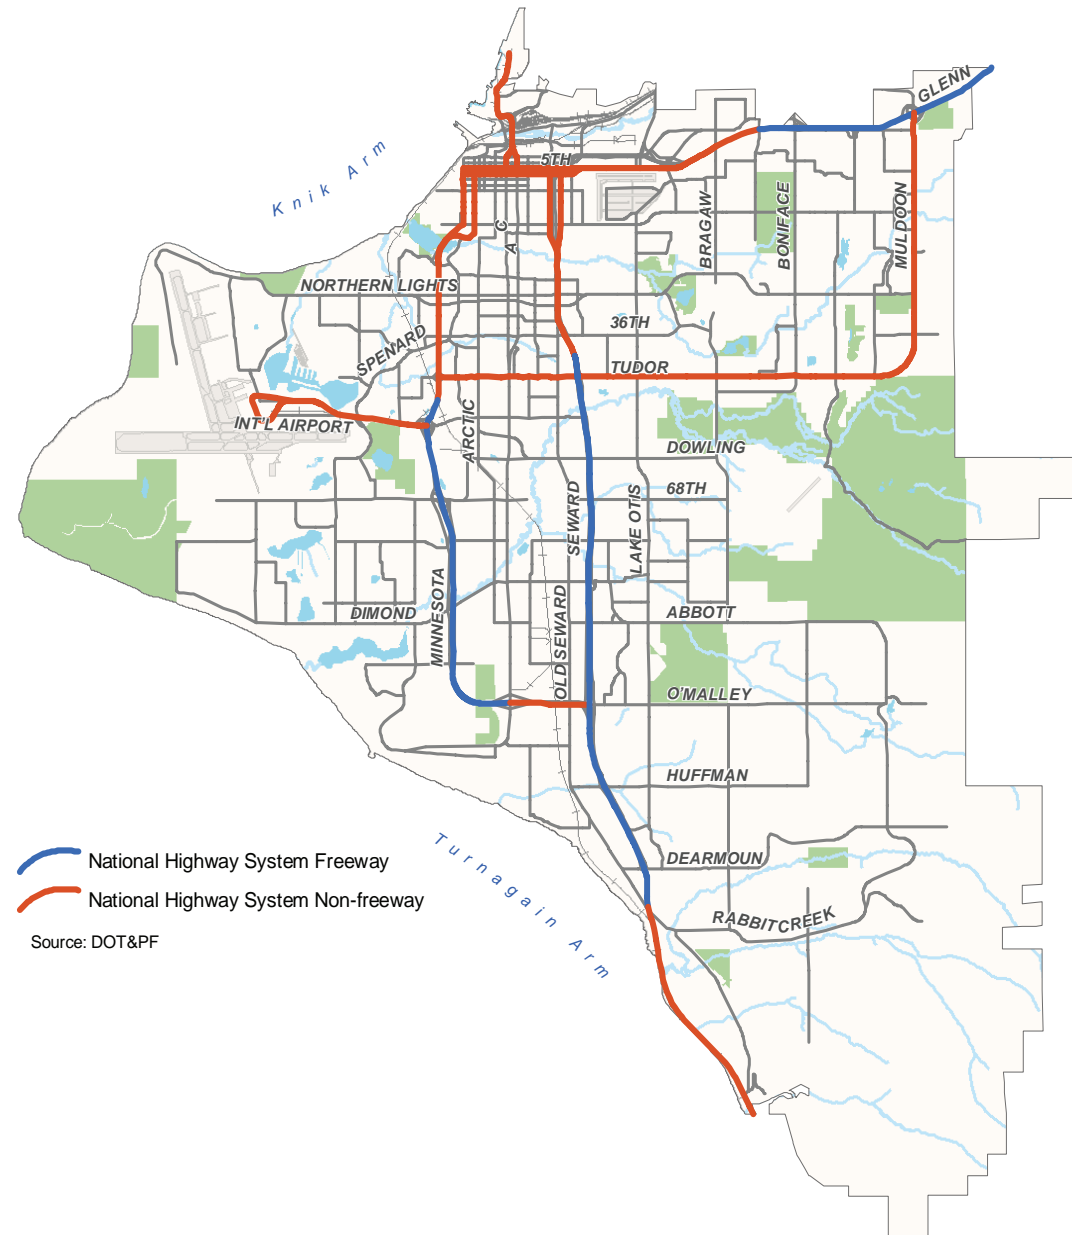 GLENN
Knik Arm
5TH
C
A
BRAGAW
BONIFACE
MULDOON
NORTHERN LIGHTS
36TH
SPENARD
TUDOR
INT'L AIRPORT
ARCTIC
DOWLING
68TH
SEWARD
LAKE OTIS
MINNESOTA
OLD SEWARD
DIMOND
ABBOTT
O'MALLEY
HUFFMAN
DEARMOUN
RABBITCREEK
Turnagain Arm
National Highway System Freeway
National Highway System Non-freeway
Source: DOT&PF